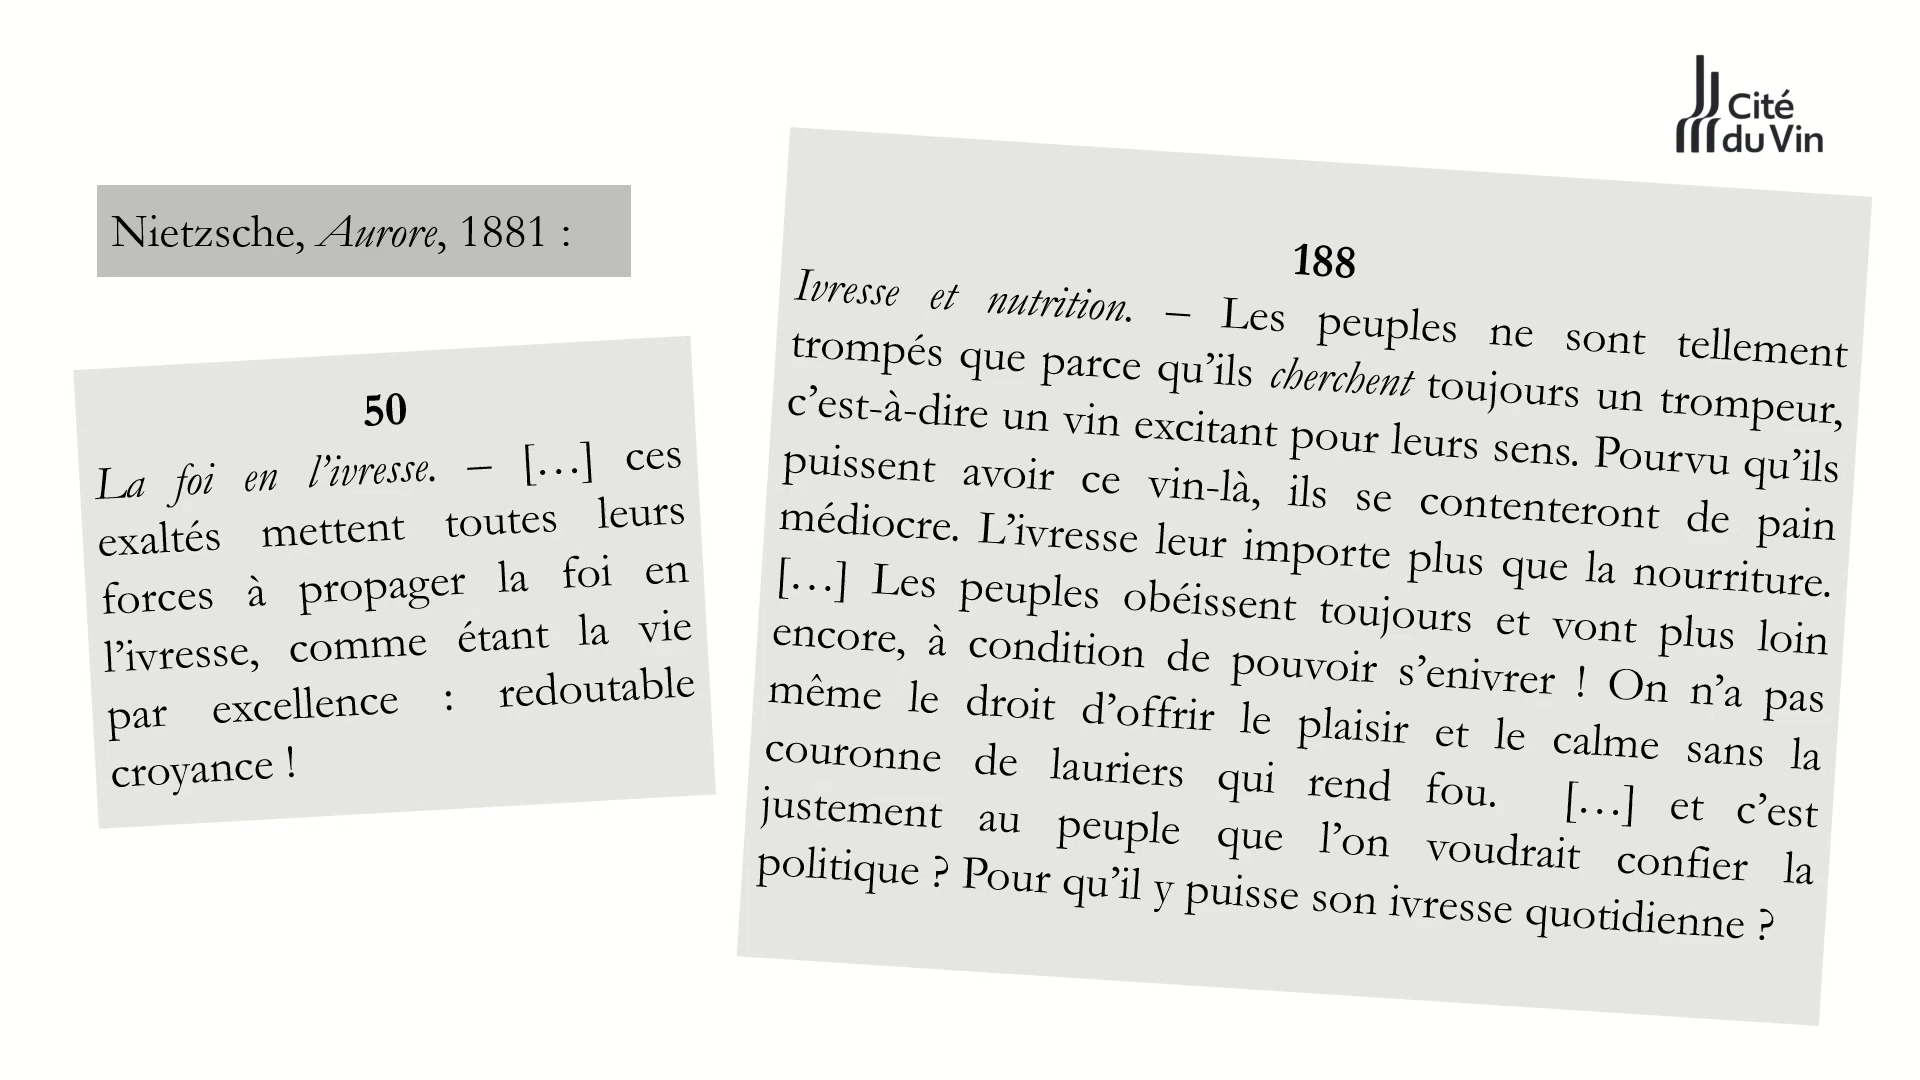 Cité
du Vin
Nietzsche, Aurore, 1881 :
50
La foi en l’ivresse. – […] ces
exaltés mettent toutes leurs
forces à propager la foi en
l’ivresse, comme étant la vie
par excellence : redoutable
croyance !
188
Ivresse et nutrition. – Les peuples ne sont tellement
trompés que parce qu’ils cherchent toujours un trompeur,
c’est-à-dire un vin excitant pour leurs sens. Pourvu qu’ils
puissent avoir ce vin-là, ils se contenteront de pain
médiocre. L’ivresse leur importe plus que la nourriture.
[…] Les peuples obéissent toujours et vont plus loin
encore, à condition de pouvoir s’enivrer ! On n’a pas
même le droit d’offrir le plaisir et le calme sans la
couronne de lauriers qui rend fou. […] et c’est
justement au peuple que l’on voudrait confier la
politique ? Pour qu’il y puisse son ivresse quotidienne ?